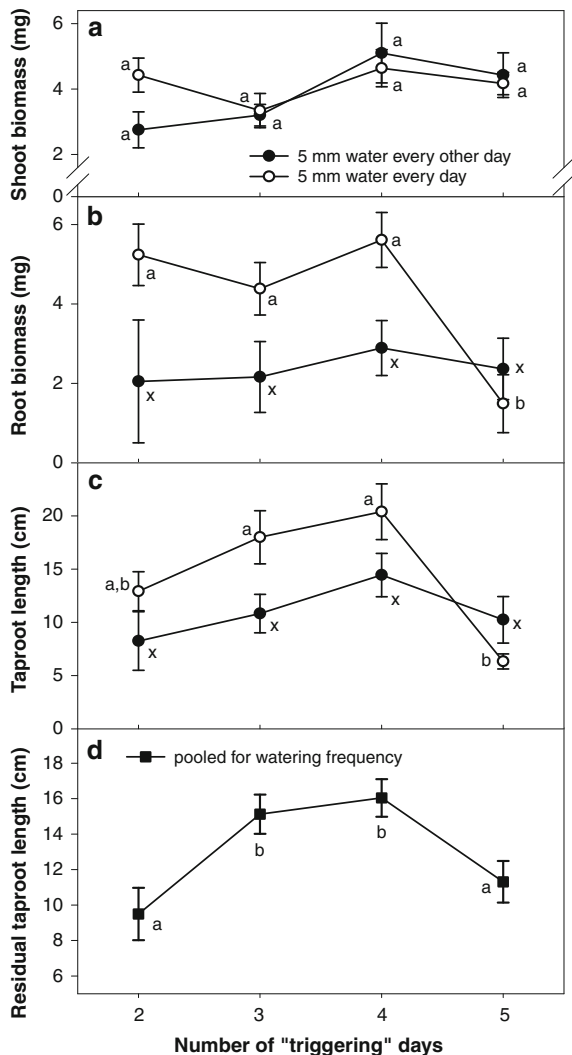 a
Shoot biomass (mg)
6
4
2
0
a
a
a
a
a
a
a
a
5 mm water every other day
5 mm water every day
b
Root biomass (mg)
6
4
2
0
a
a
a
x
x
x
x
b
c
Taproot length (cm)
20
15
10
5
0
a,b
a
a
x
x
x
x
b
d
pooled for watering frequency
Residual taproot length (cm)
18
16
14
12
10
8
6
a
b
b
a
2 3 4 5
Number of "triggering" days